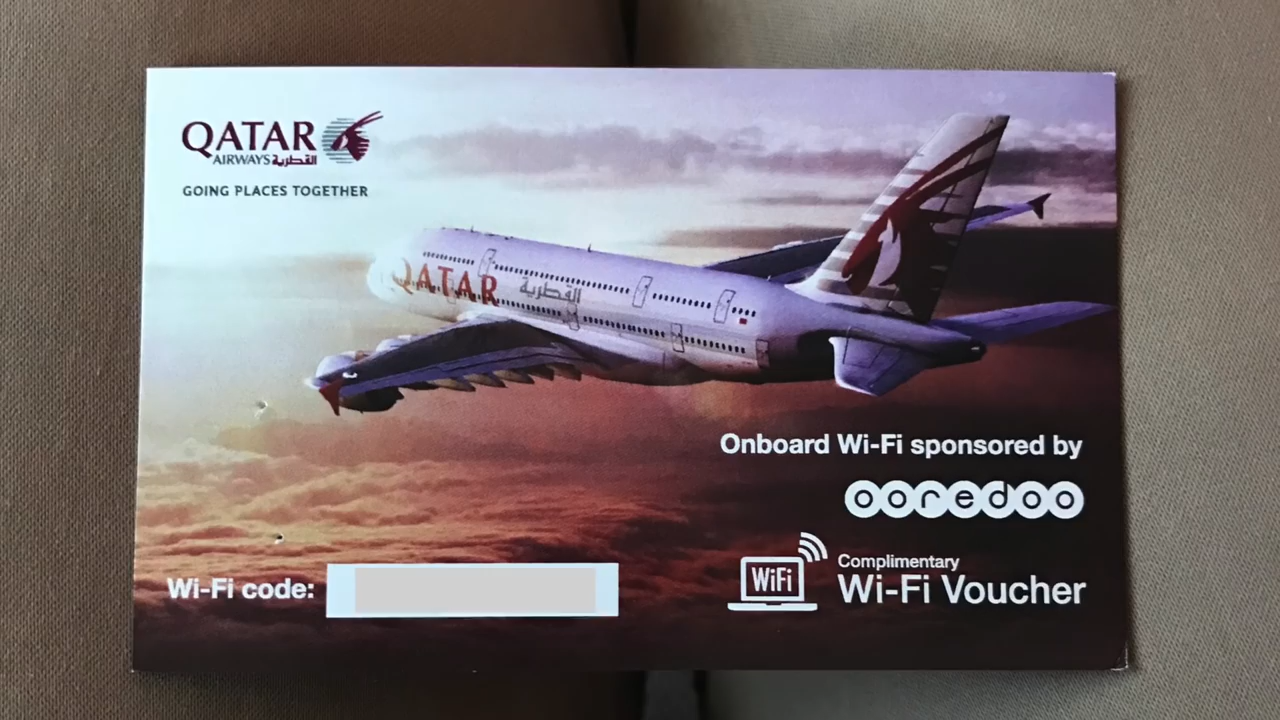 QATAR
AIRWAYS القطرية
GOING PLACES TOGETHER
QATAR القطرية
Onboard Wi-Fi sponsored by
ooredoo
Complimentary
WiFi
Wi-Fi Voucher
Wi-Fi code: